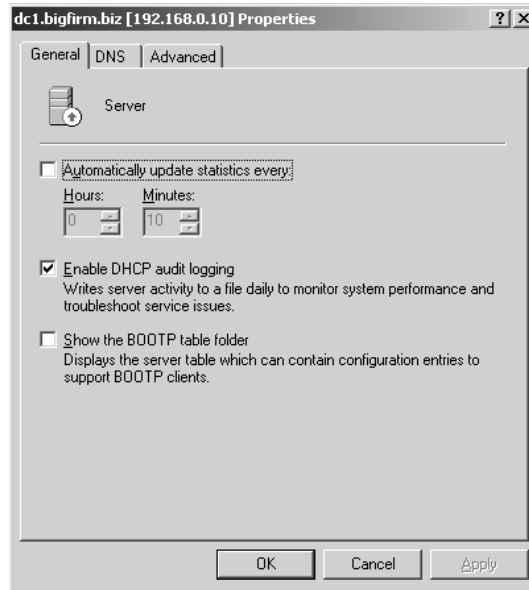 dc1.bigfirm.biz [192.168.0.10] Properties
General DNS Advanced
Server
Automatically update statistics every:
Hours: Minutes:
0 10
Enable DHCP audit logging
Writes server activity to a file daily to monitor system performance and
troubleshoot service issues.
Show the BOOTP table folder
Displays the server table which can contain configuration entries to
support BOOTP clients.
OK Cancel Apply